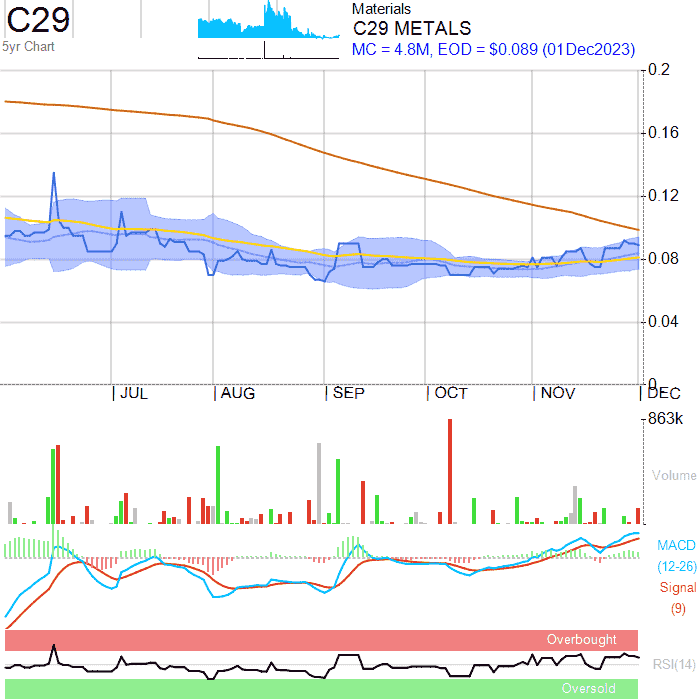 C29
5yr Chart
Materials
C29 METALS
MC = 4.8M, EOD = $0.089 (01Dec2023)
0.2
0.16
0.12
0.08
0.04
0
JUL
AUG
SEP
OCT
NOV
DEC
863k
Volume
MACD
(12-26)
Signal
(9)
Overbought
RSI(14)
Oversold